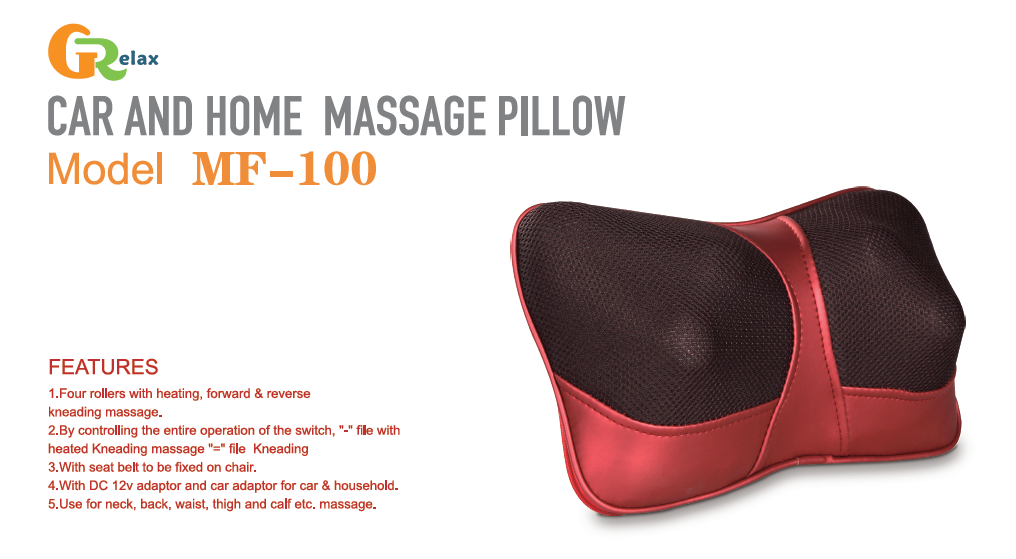 GRelax
CAR AND HOME MASSAGE PILLOW
Model MF-100
FEATURES
1.Four rollers with heating, forward & reverse
kneading massage.
2.By controlling the entire operation of the switch, "-" file with
heated Kneading massage "=" file Kneading
3.With seat belt to be fixed on chair.
4.With DC 12v adaptor and car adaptor for car & household.
5.Use for neck, back, waist, thigh and calf etc. massage.